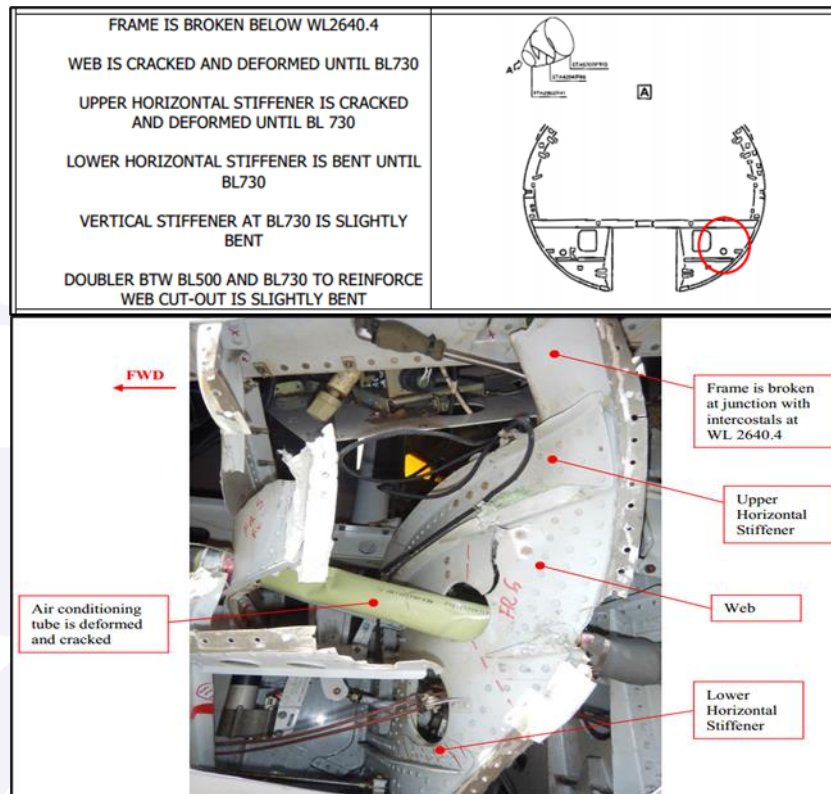 FRAME IS BROKEN BELOW WL2640.4
WEB IS CRACKED AND DEFORMED UNTIL BL730
UPPER HORIZONTAL STIFFENER IS CRACKED
AND DEFORMED UNTIL BL 730
LOWER HORIZONTAL STIFFENER IS BENT UNTIL
BL730
VERTICAL STIFFENER AT BL730 IS SLIGHTLY
BENT
DOUBLER BTW BL500 AND BL730 TO REINFORCE
WEB CUT-OUT IS SLIGHTLY BENT
A
A
FWD
Frame is broken
at junction with
intercostals at
WL 2640.4
Upper
Horizontal
Stiffener
Web
Air conditioning
tube is deformed
and cracked
Lower
Horizontal
Stiffener
FR 5